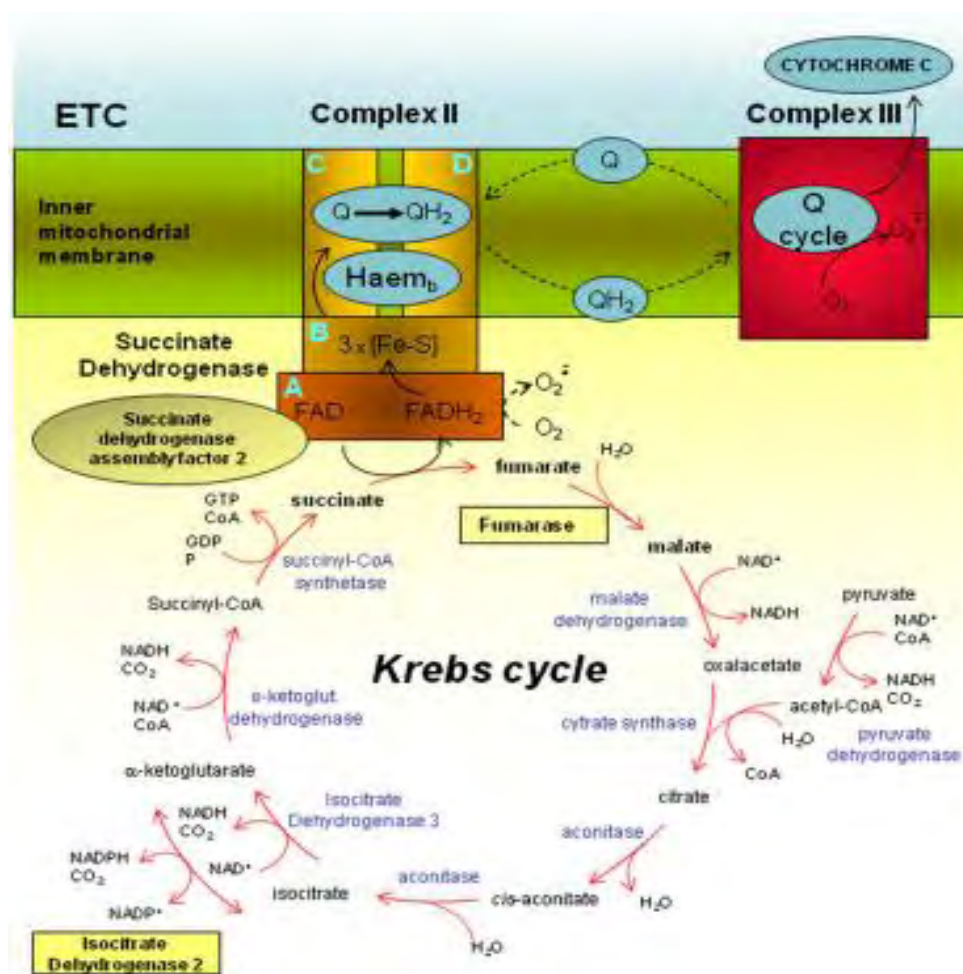 CYTOCHROME C
ETC
Complex II
Complex III
C
D
Q
Q → QH₂
Q
cycle
O₂⁻
O₂
Inner
mitochondrial
membrane
Haem_b
QH₂
B
3x [Fe-S]
Succinate
Dehydrogenase
A
FAD
FADH₂
O₂⁻
O₂
Succinate
dehydrogenase
assembly factor 2
fumarate
H₂O
succinate
Fumarase
GTP
CoA
GDP
P
succinyl-CoA
synthetase
malate
NAD⁺
NADH
malate
dehydrogenase
pyruvate
NAD⁺
CoA
NADH
CO₂
Succinyl-CoA
Krebs cycle
oxalacetate
acetyl-CoA
NADH
CO₂
NAD⁺
CoA
α-ketoglut.
dehydrogenase
cytrate synthase
H₂O
pyruvate
dehydrogenase
CoA
α-ketoglutarate
citrate
Isocitrate
Dehydrogenase 3
NADH
CO₂
NAD⁺
NADPH
CO₂
NADP⁺
aconitase
H₂O
aconitase
isocitrate
cis-aconitate
H₂O
Isocitrate
Dehydrogenase 2